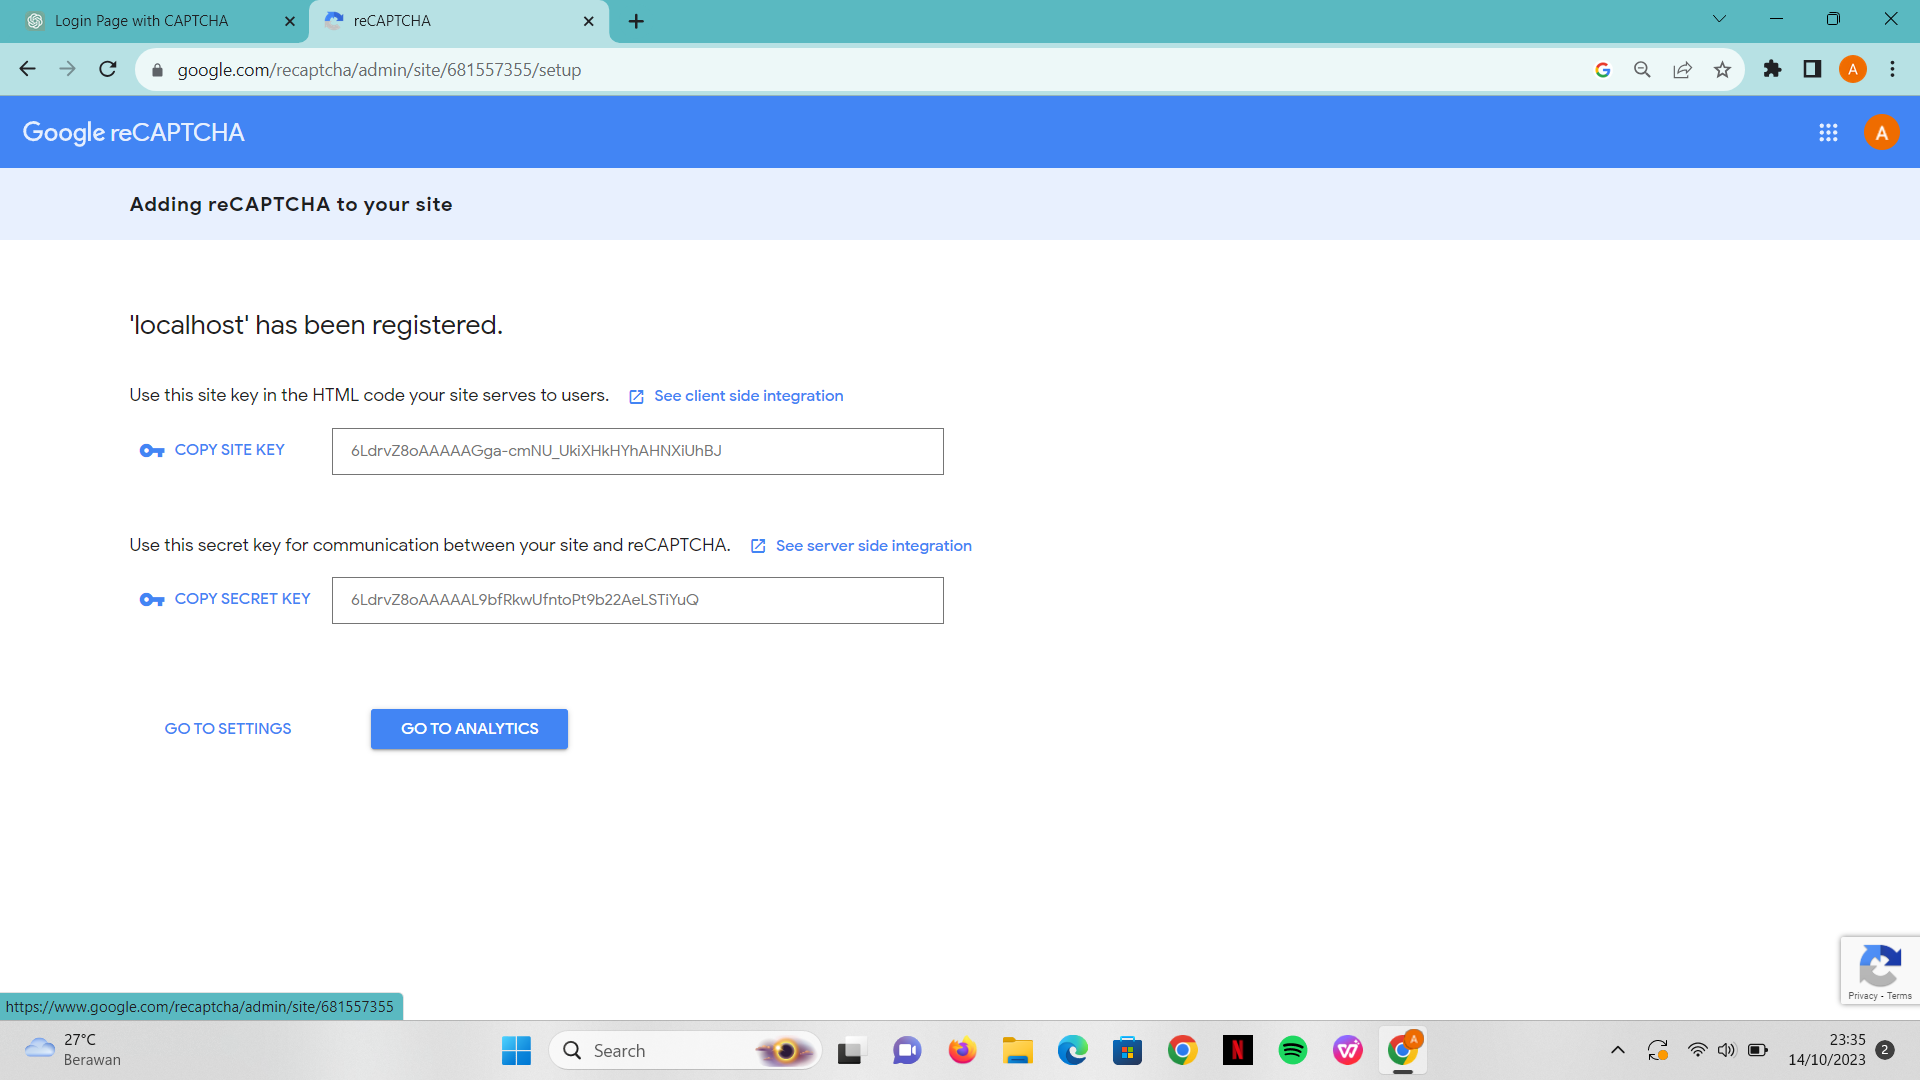 Login Page with CAPTCHA
reCAPTCHA
google.com/recaptcha/admin/site/681557355/setup
A
Google reCAPTCHA
A
Adding reCAPTCHA to your site
'localhost' has been registered.
Use this site key in the HTML code your site serves to users. See client side integration
COPY SITE KEY 6LdrvZ8oAAAAAGga-cmNU_UkiXHkHYhAHNXiUhBJ
Use this secret key for communication between your site and reCAPTCHA. See server side integration
COPY SECRET KEY 6LdrvZ8oAAAAAL9bfRkwUfntoPt9b22AeLSTiYuQ
GO TO SETTINGS GO TO ANALYTICS
Privacy - Terms
https://www.google.com/recaptcha/admin/site/681557355
27°C
Berawan
Search
A
23:35
14/10/2023
2